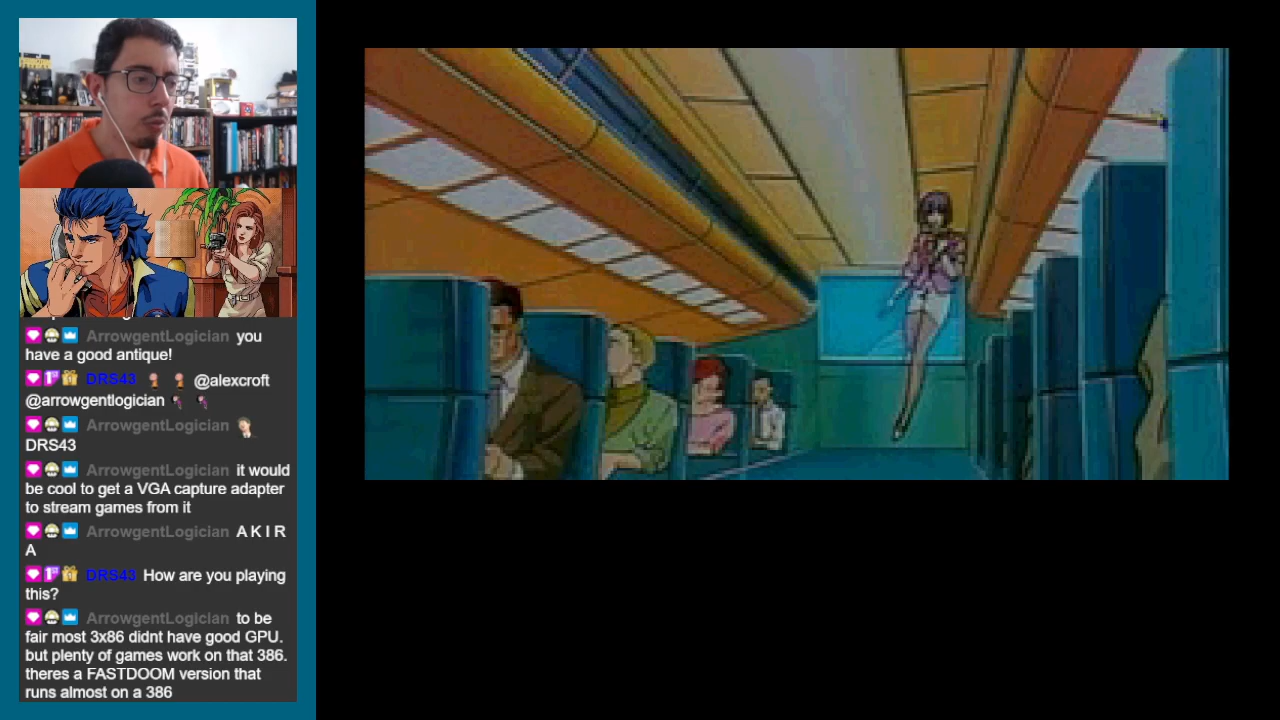 ArrowgentLogician you
have a good antique!
DRS43 @alexcroft
@arrowgentlogician
ArrowgentLogician
DRS43
ArrowgentLogician it would
be cool to get a VGA capture adapter
to stream games from it
ArrowgentLogician A K I R
A
DRS43 How are you playing
this?
ArrowgentLogician to be
fair most 3x86 didnt have good GPU.
but plenty of games work on that 386.
theres a FASTDOOM version that
runs almost on a 386